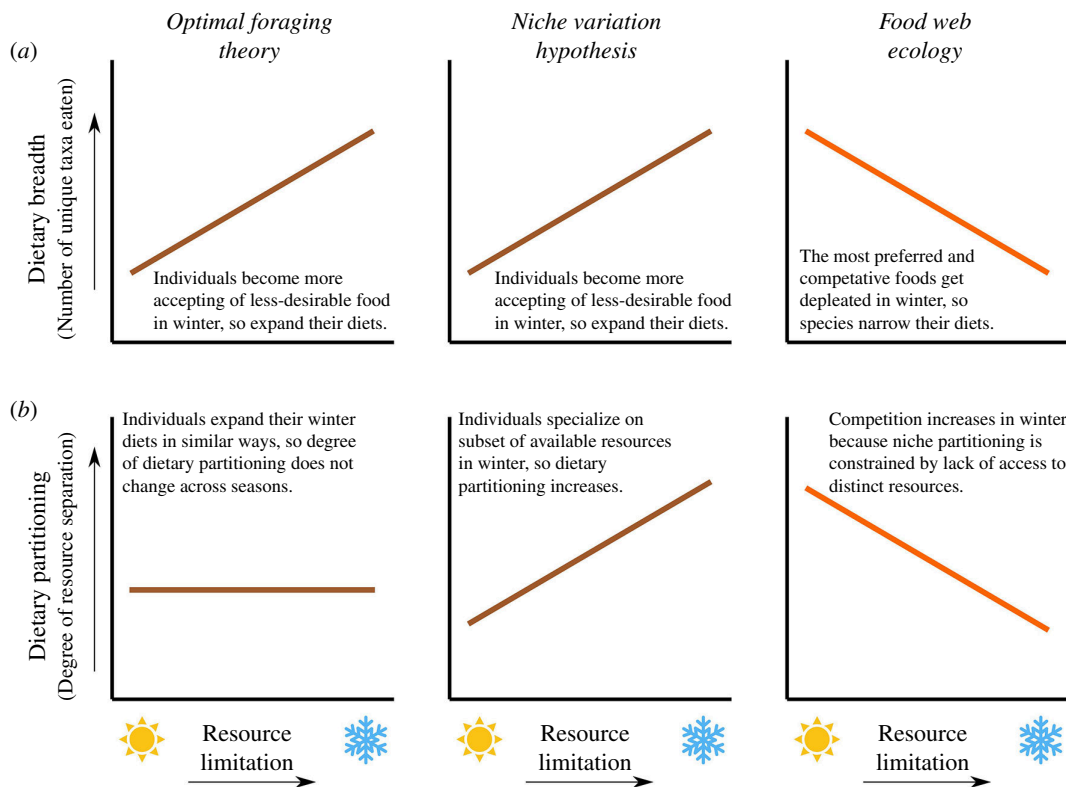 Optimal foraging
theory
Niche variation
hypothesis
Food web
ecology
(a)
Dietary breadth
(Number of unique taxa eaten)
Individuals become more
accepting of less-desirable food
in winter, so expand their diets.
Individuals become more
accepting of less-desirable food
in winter, so expand their diets.
The most preferred and
competative foods get
depleated in winter, so
species narrow their diets.
(b)
Dietary partitioning
(Degree of resource separation)
Individuals expand their winter
diets in similar ways, so degree
of dietary partitioning does not
change across seasons.
Individuals specialize on
subset of available resources
in winter, so dietary
partitioning increases.
Competition increases in winter
because niche partitioning is
constrained by lack of access to
distinct resources.
Resource
limitation
Resource
limitation
Resource
limitation